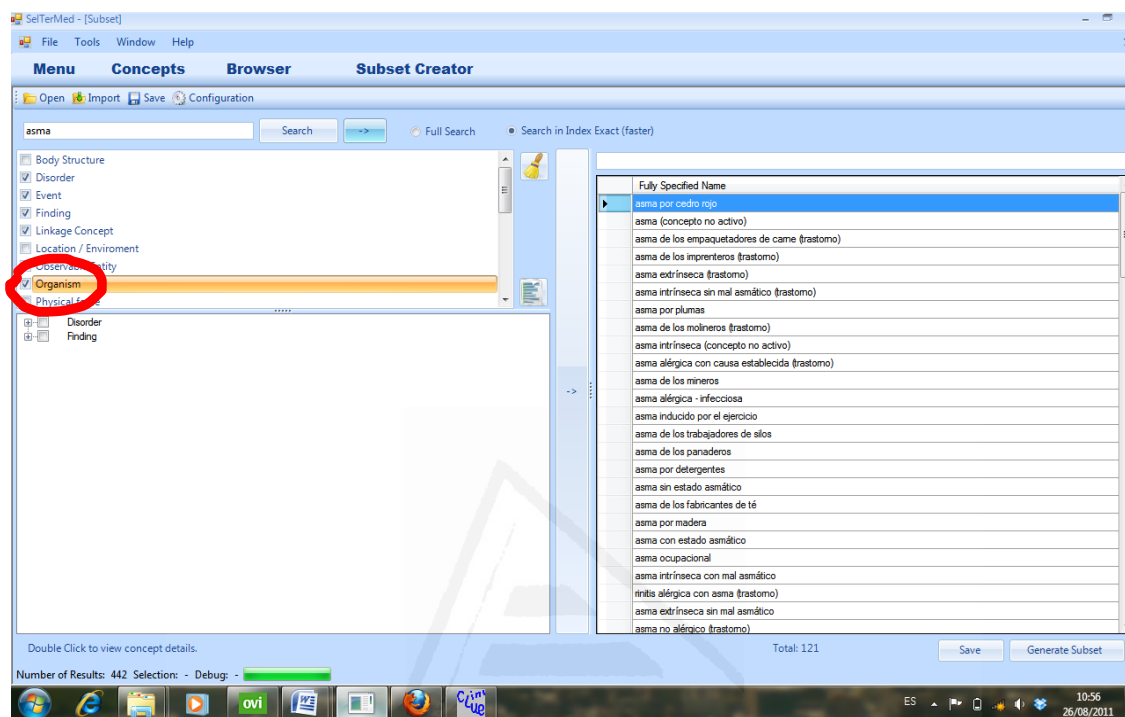 SelTerMed - [Subset]
File Tools Window Help
Menu Concepts Browser Subset Creator
Open Import Save Configuration
asma Search -> Full Search Search in Index Exact (faster)
Body Structure
Disorder
Event
Finding
Linkage Concept
Location / Enviroment
Observable Entity
Organism
Physical force
Disorder
Finding
->
Fully Specified Name
asma por cedro rojo
asma (concepto no activo)
asma de los empaquetadores de carne (trastorno)
asma de los imprenteros (trastorno)
asma extrínseca (trastorno)
asma intrínseca sin mal asmático (trastorno)
asma por plumas
asma de los molineros (trastorno)
asma intrínseca (concepto no activo)
asma alérgica con causa establecida (trastorno)
asma de los mineros
asma alérgica - infecciosa
asma inducido por el ejercicio
asma de los trabajadores de silos
asma de los panaderos
asma por detergentes
asma sin estado asmático
asma de los fabricantes de té
asma por madera
asma con estado asmático
asma ocupacional
asma intrínseca con mal asmático
rinitis alérgica con asma (trastorno)
asma extrínseca sin mal asmático
asma no alérgico (trastorno)
Double Click to view concept details. Total: 121 Save Generate Subset
Number of Results: 442 Selection: - Debug: -
ovi ES 10:56
26/08/2011